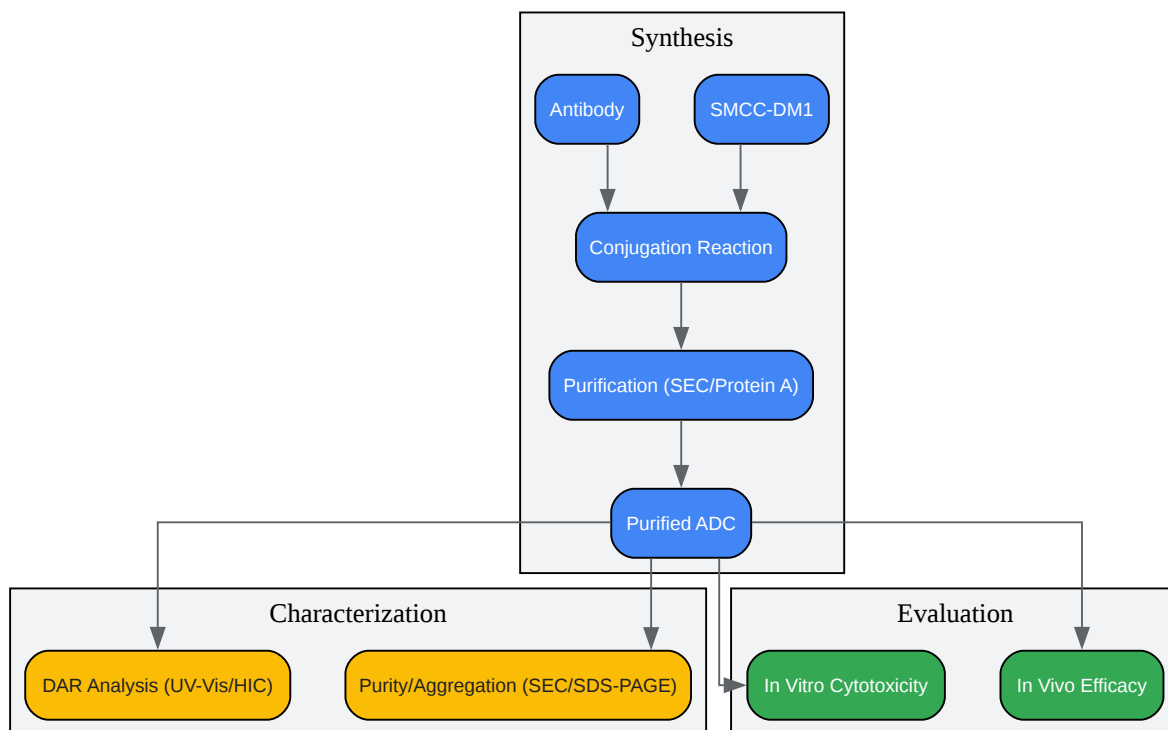 Synthesis
Antibody
SMCC-DM1
Conjugation Reaction
Purification (SEC/Protein A)
Purified ADC
Characterization
Evaluation
DAR Analysis (UV-Vis/HIC)
Purity/Aggregation (SEC/SDS-PAGE)
In Vitro Cytotoxicity
In Vivo Efficacy